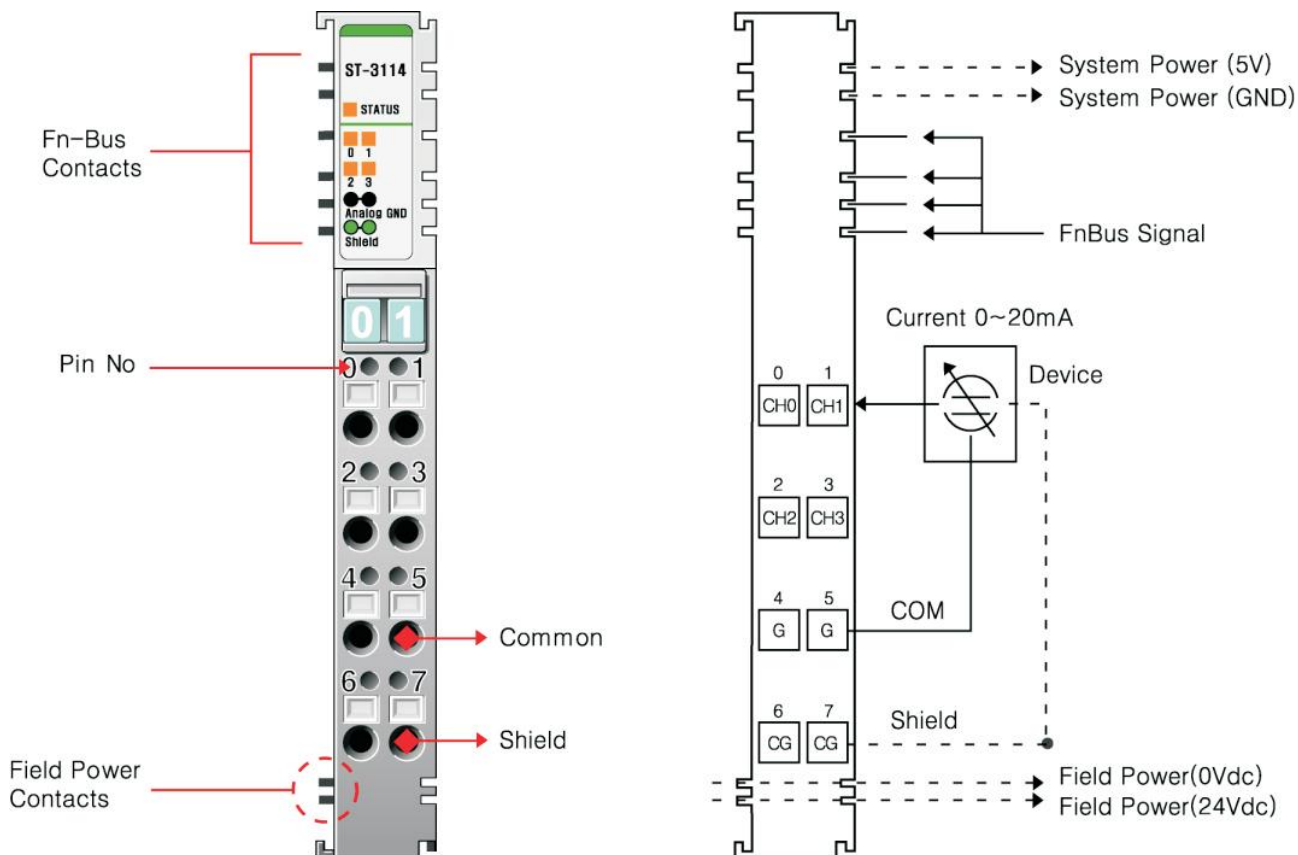 Fn-Bus
Contacts
ST-3114
STATUS
0 1
2 3
Analog GND
Shield
01
Pin No
0 1
2 3
4 5
Common
6 7
Shield
Field Power
Contacts
System Power (5V)
System Power (GND)
FnBus Signal
Current 0~20mA
Device
0 1
CH0 CH1
2 3
CH2 CH3
4 5
G G
COM
6 7
CG CG
Shield
Field Power(0Vdc)
Field Power(24Vdc)